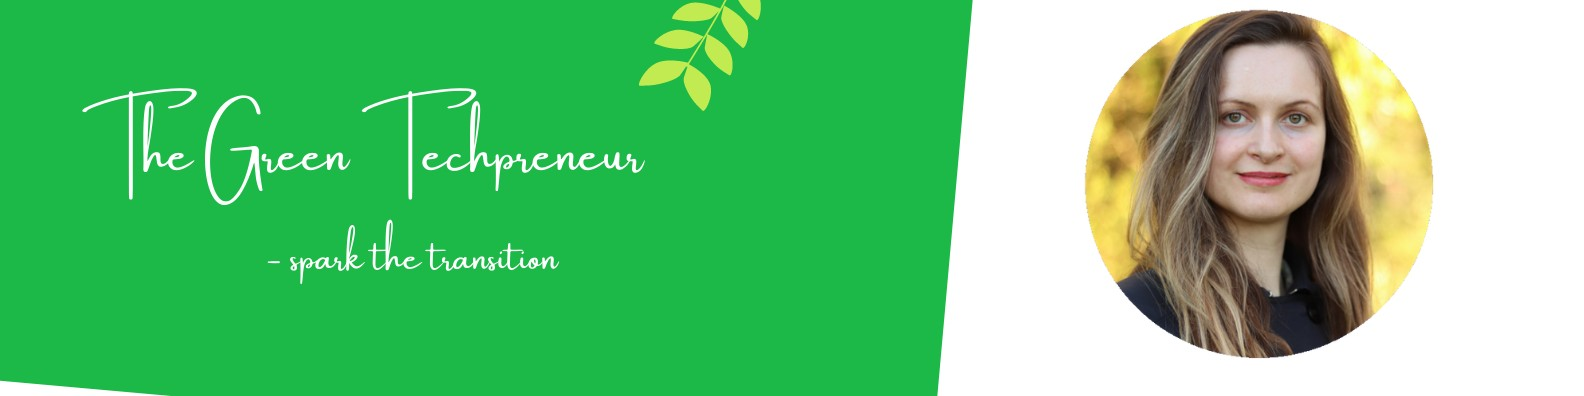 The Green Techpreneur
- spark the transition